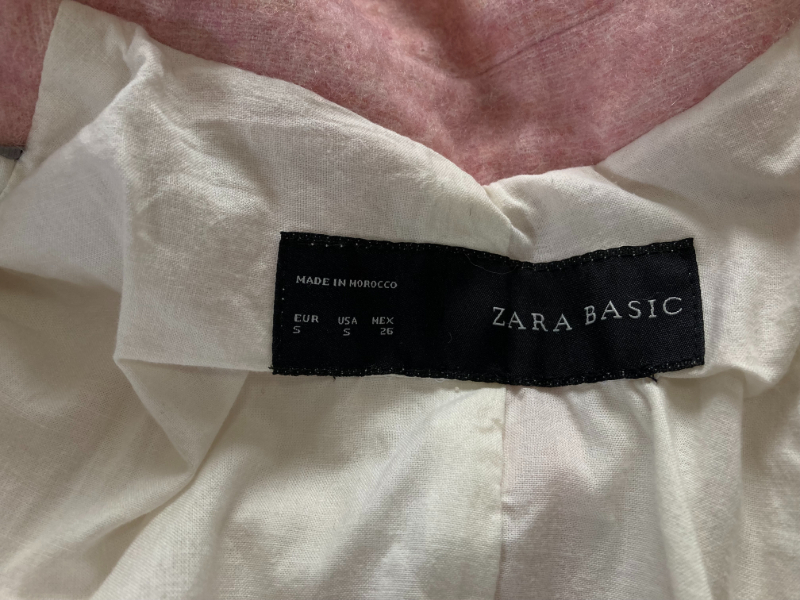 MADE IN MOROCCO
EUR USA MEX
S S 26
ZARA BASIC